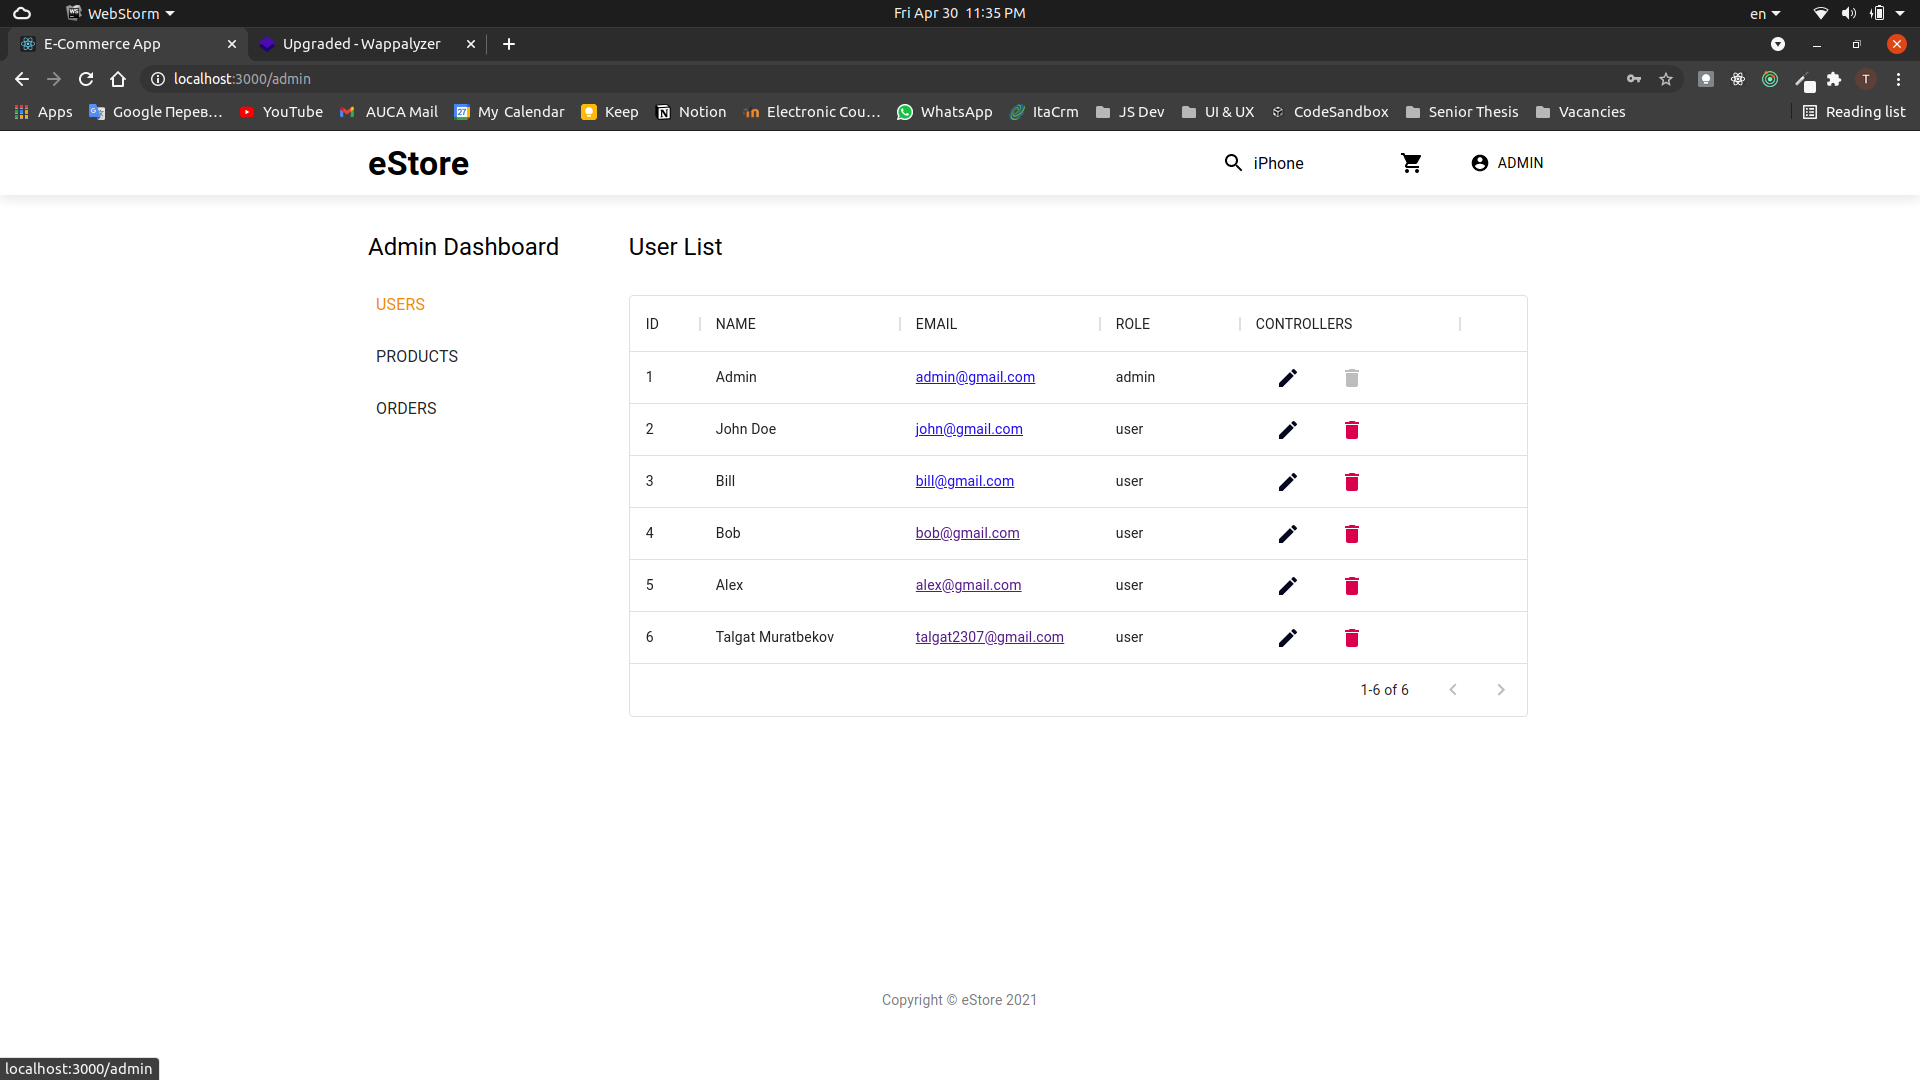 WebStorm Fri Apr 30 11:35 PM en
E-Commerce App Upgraded - Wappalyzer
localhost:3000/admin T
Apps Google Перев... YouTube AUCA Mail 27 My Calendar Keep Notion Electronic Cou... WhatsApp ItaCrm JS Dev UI & UX CodeSandbox Senior Thesis Vacancies Reading list
eStore iPhone ADMIN
Admin Dashboard
USERS
PRODUCTS
ORDERS
User List
ID NAME EMAIL ROLE CONTROLLERS
1 Admin admin@gmail.com admin
2 John Doe john@gmail.com user
3 Bill bill@gmail.com user
4 Bob bob@gmail.com user
5 Alex alex@gmail.com user
6 Talgat Muratbekov talgat2307@gmail.com user
1-6 of 6
Copyright © eStore 2021
localhost:3000/admin